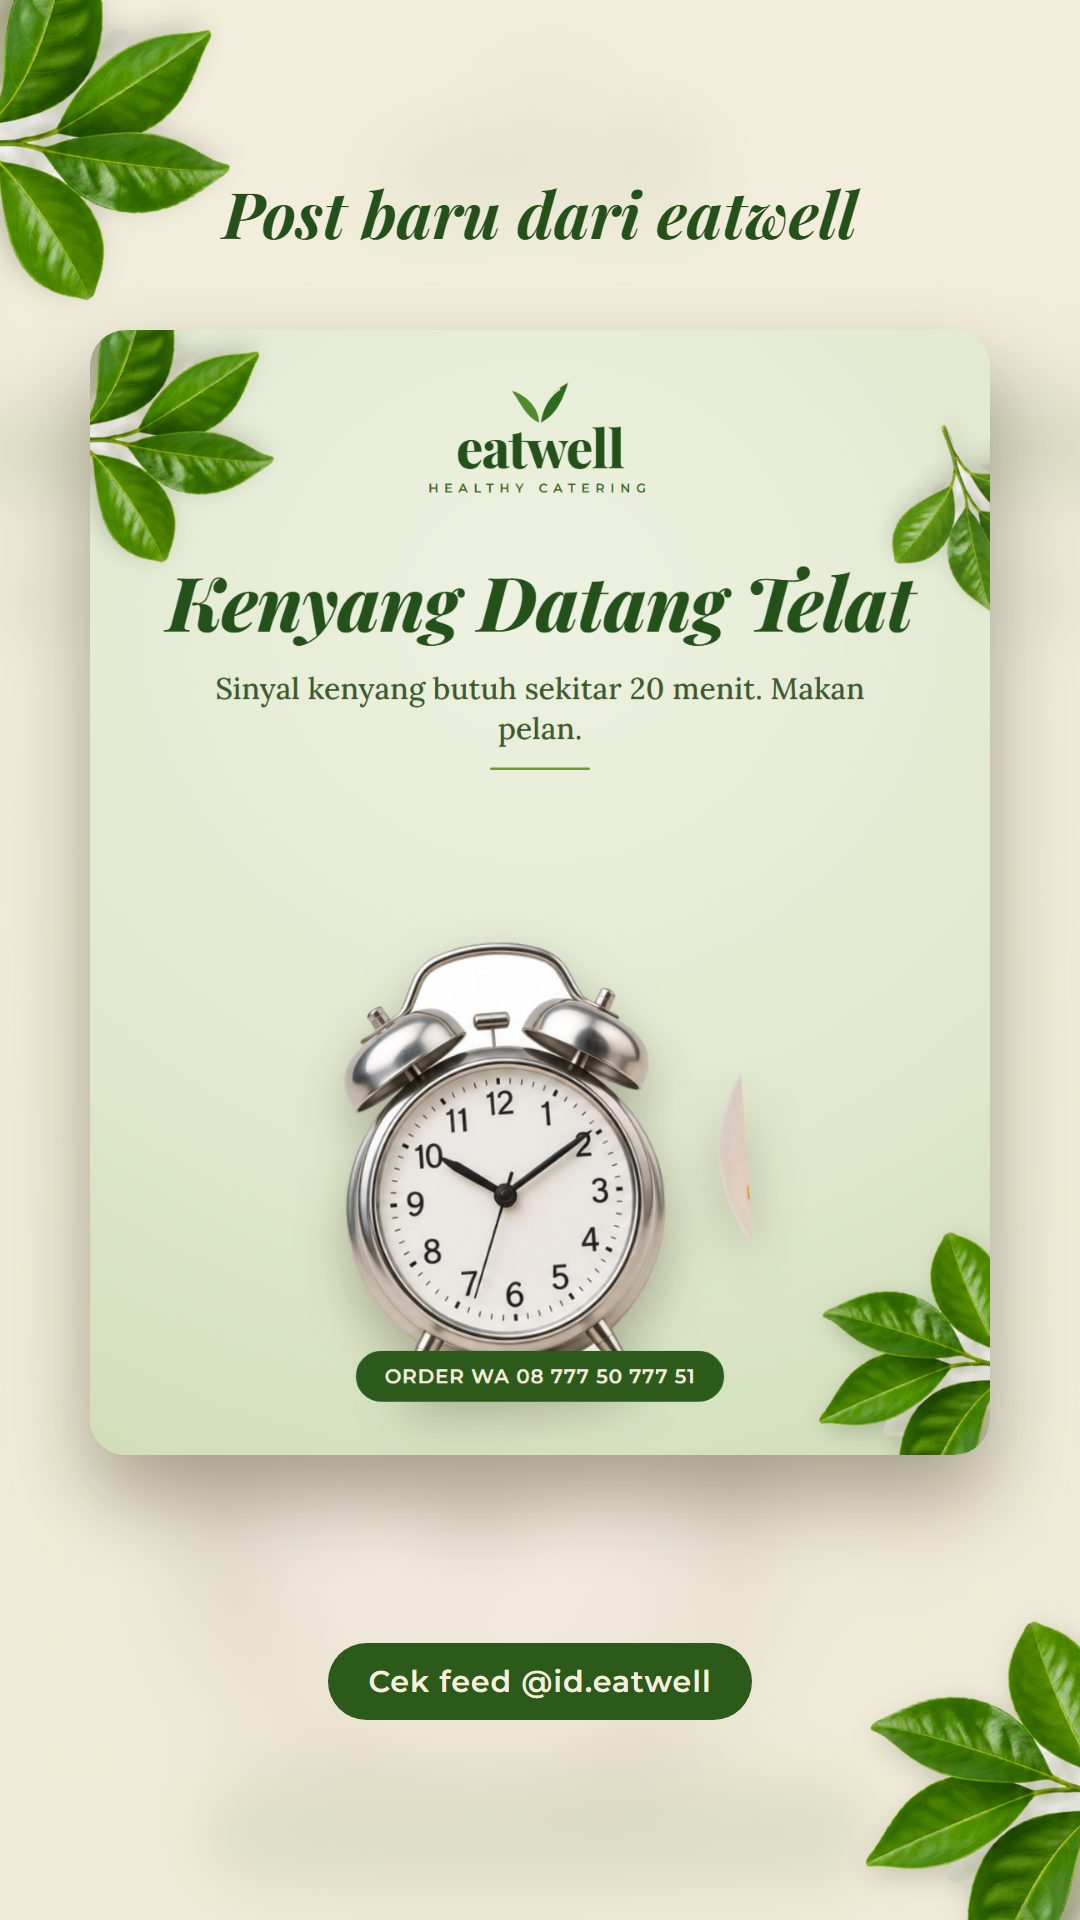 Post baru dari eatwell
eatwell
HEALTHY CATERING
Kenyang Datang Telat
Sinyal kenyang butuh sekitar 20 menit. Makan
pelan.
12
11
1
10
2
9
3
8
4
7
5
6
ORDER WA 08 777 50 777 51
Cek feed @id.eatwell